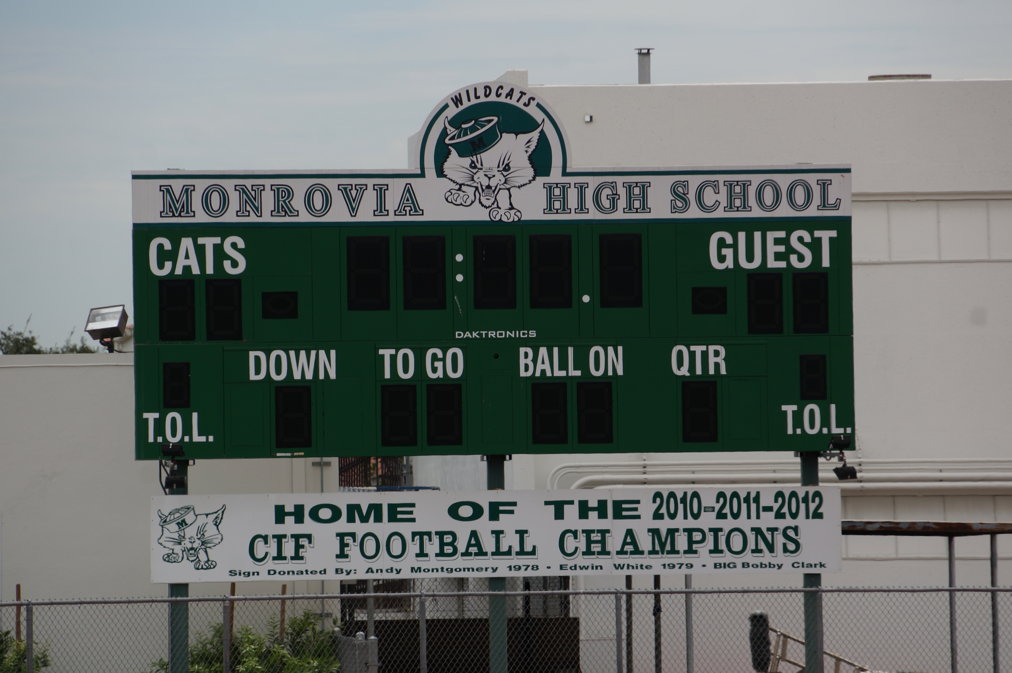 WILDCATS
M
MONROVIA HIGH SCHOOL
CATS GUEST
DAKTRONICS
DOWN TO GO BALL ON QTR
T.O.L. T.O.L.
HOME OF THE 2010-2011-2012
CIF FOOTBALL CHAMPIONS
Sign Donated By: Andy Montgomery 1978 • Edwin White 1979 • BIG Bobby Clark